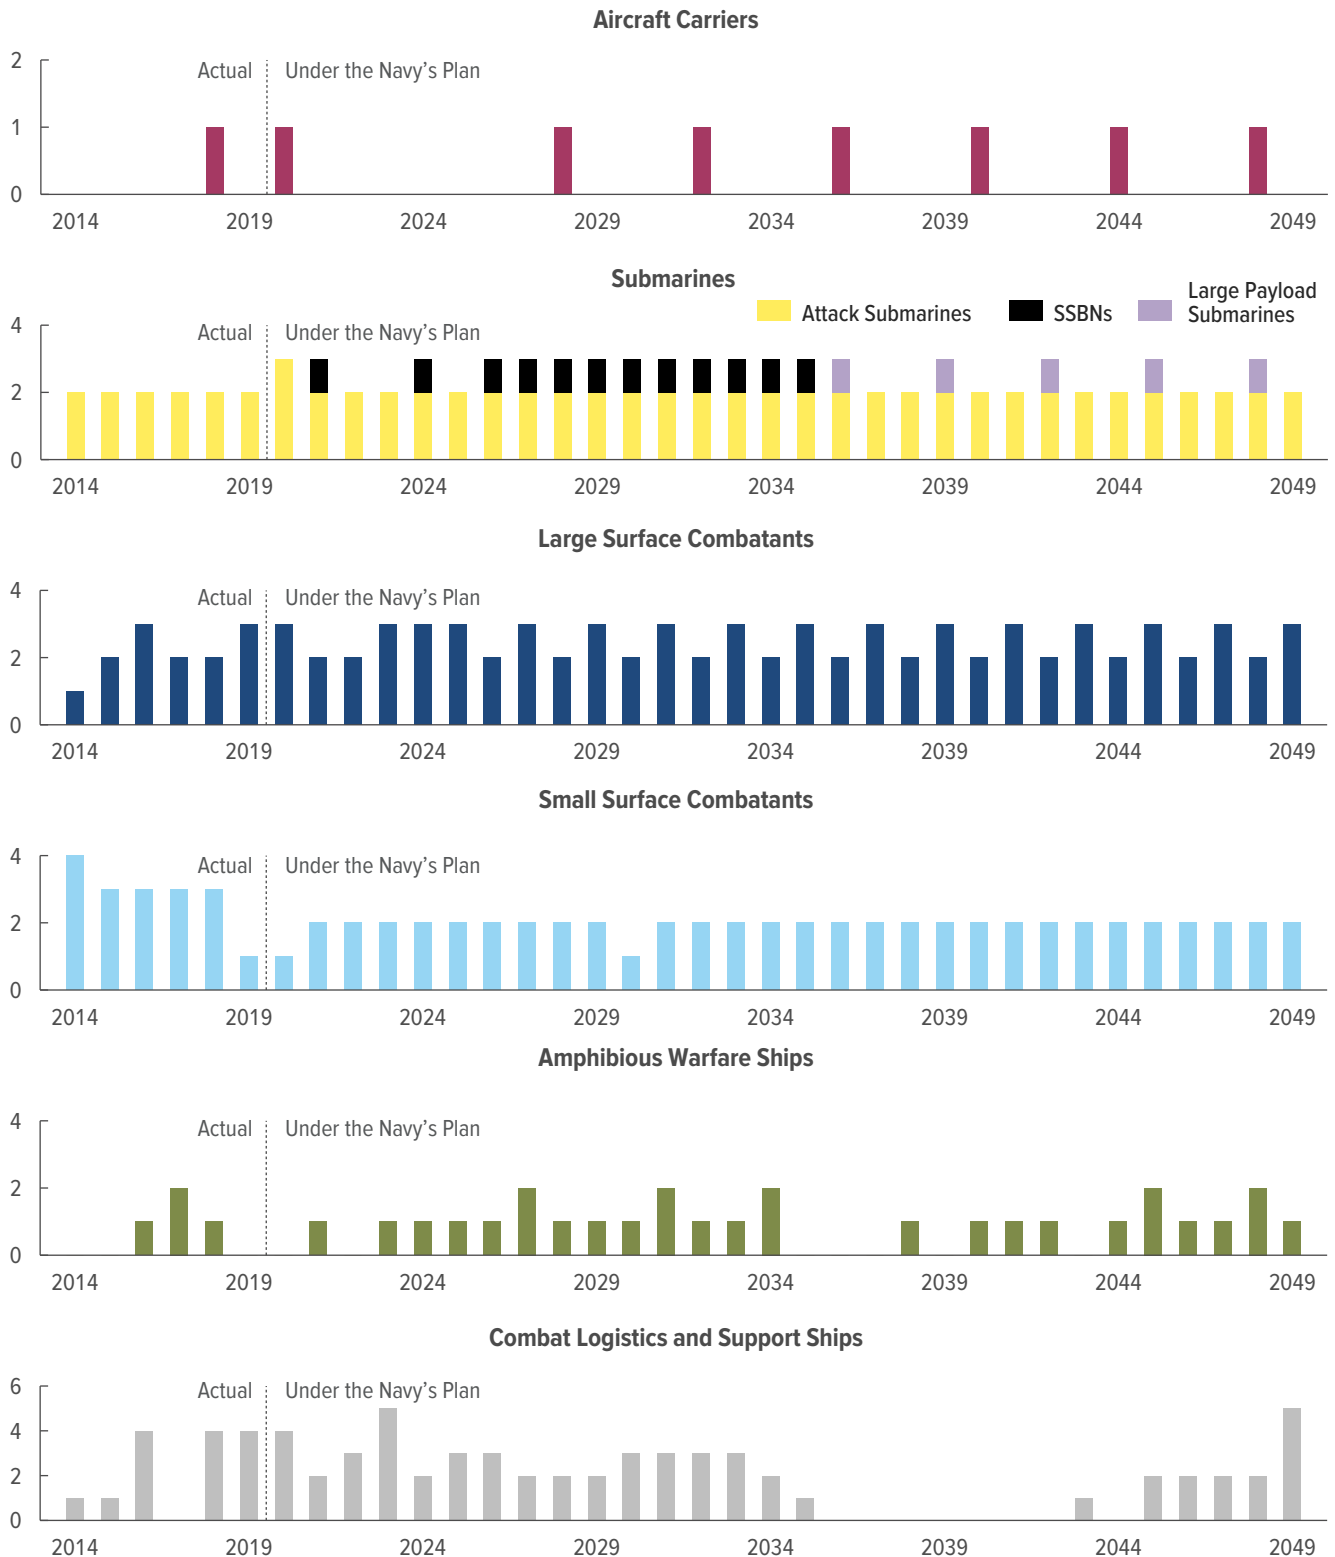 Aircraft Carriers
2
Actual
Under the Navy’s Plan
1
0
2014 2019 2024 2029 2034 2039 2044 2049
Submarines
Attack Submarines
SSBNs
Large Payload
Submarines
4
Actual
Under the Navy’s Plan
2
0
2014 2019 2024 2029 2034 2039 2044 2049
Large Surface Combatants
4
Actual
Under the Navy’s Plan
2
0
2014 2019 2024 2029 2034 2039 2044 2049
Small Surface Combatants
4
Actual
Under the Navy’s Plan
2
0
2014 2019 2024 2029 2034 2039 2044 2049
Amphibious Warfare Ships
4
Actual
Under the Navy’s Plan
2
0
2014 2019 2024 2029 2034 2039 2044 2049
Combat Logistics and Support Ships
6
Actual
Under the Navy’s Plan
4
2
0
2014 2019 2024 2029 2034 2039 2044 2049